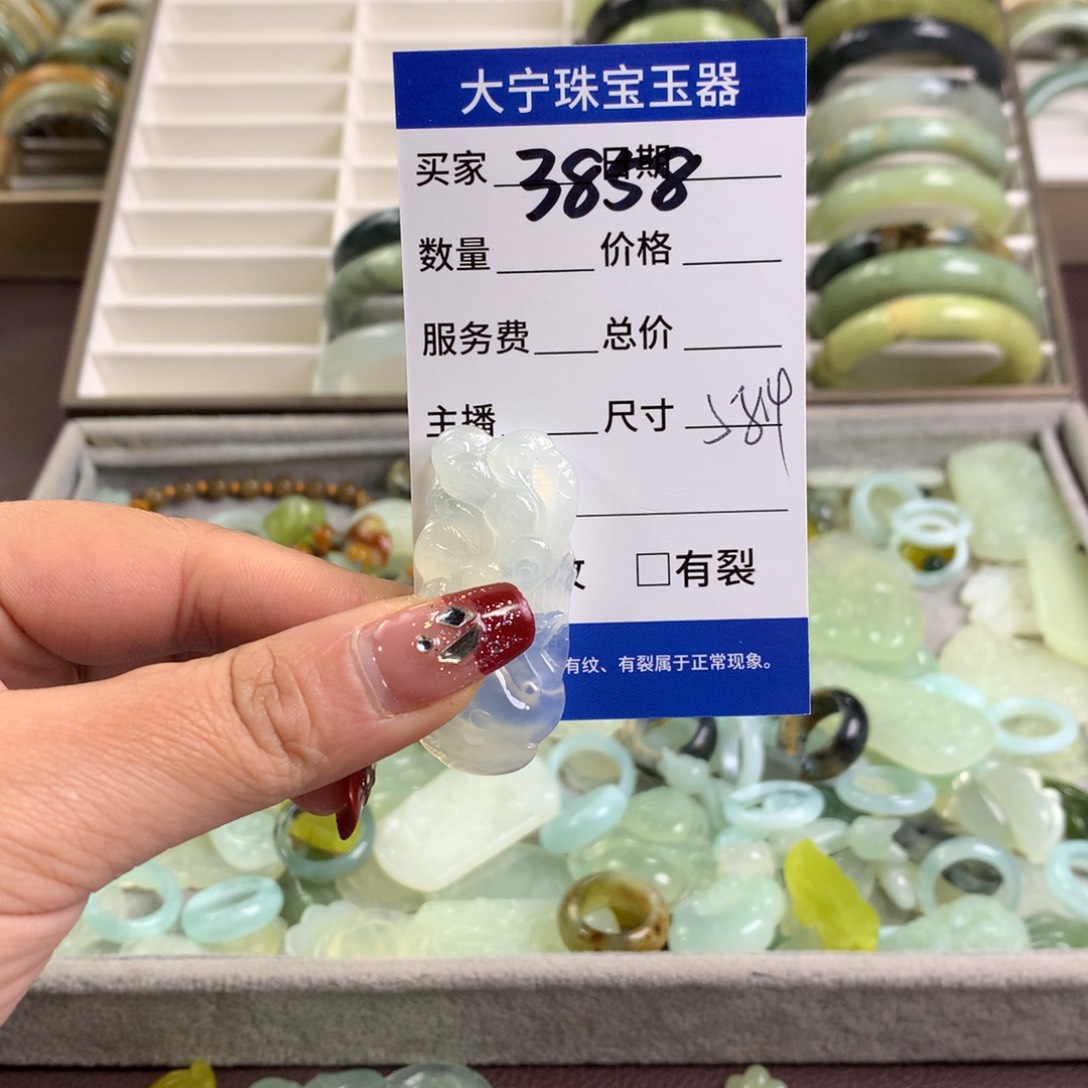 大宁珠宝玉器
买家 3858 日期
数量 价格
服务费 总价
主播 尺寸
□有裂
有纹、有裂属于正常现象。